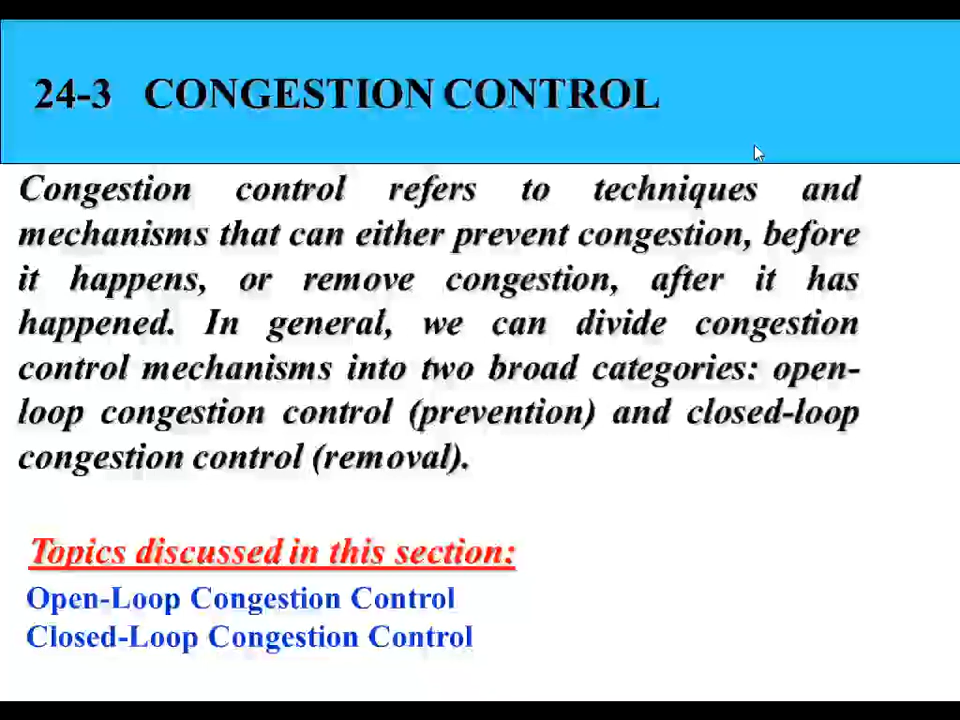 24-3 CONGESTION CONTROL
Congestion control refers to techniques and
mechanisms that can either prevent congestion, before
it happens, or remove congestion, after it has
happened. In general, we can divide congestion
control mechanisms into two broad categories: open-
loop congestion control (prevention) and closed-loop
congestion control (removal).
Topics discussed in this section:
Open-Loop Congestion Control
Closed-Loop Congestion Control